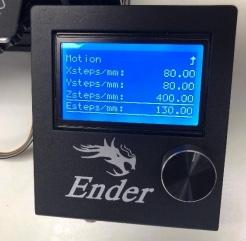 Motion
Xsteps/mm: 80.00
Ysteps/mm: 80.00
Zsteps/mm: 400.00
Esteps/mm: 130.00
Ender